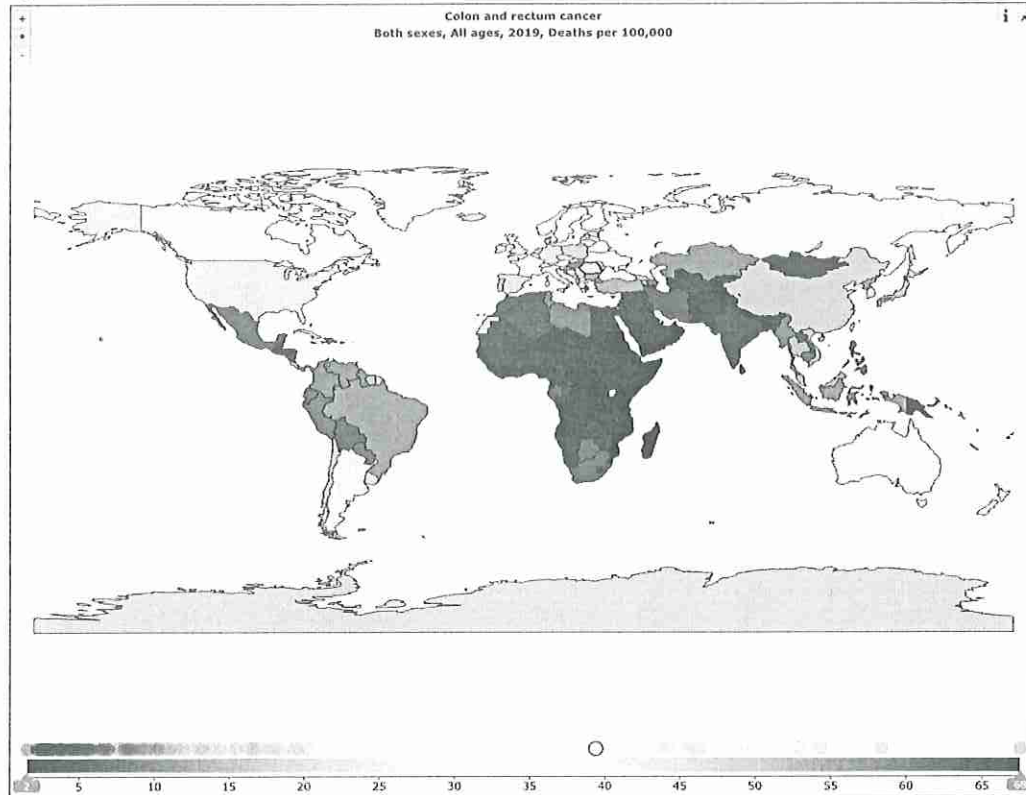 +
-
Colon and rectum cancer
Both sexes, All ages, 2019, Deaths per 100,000
i
2 5 10 15 20 25 30 35 40 45 50 55 60 65